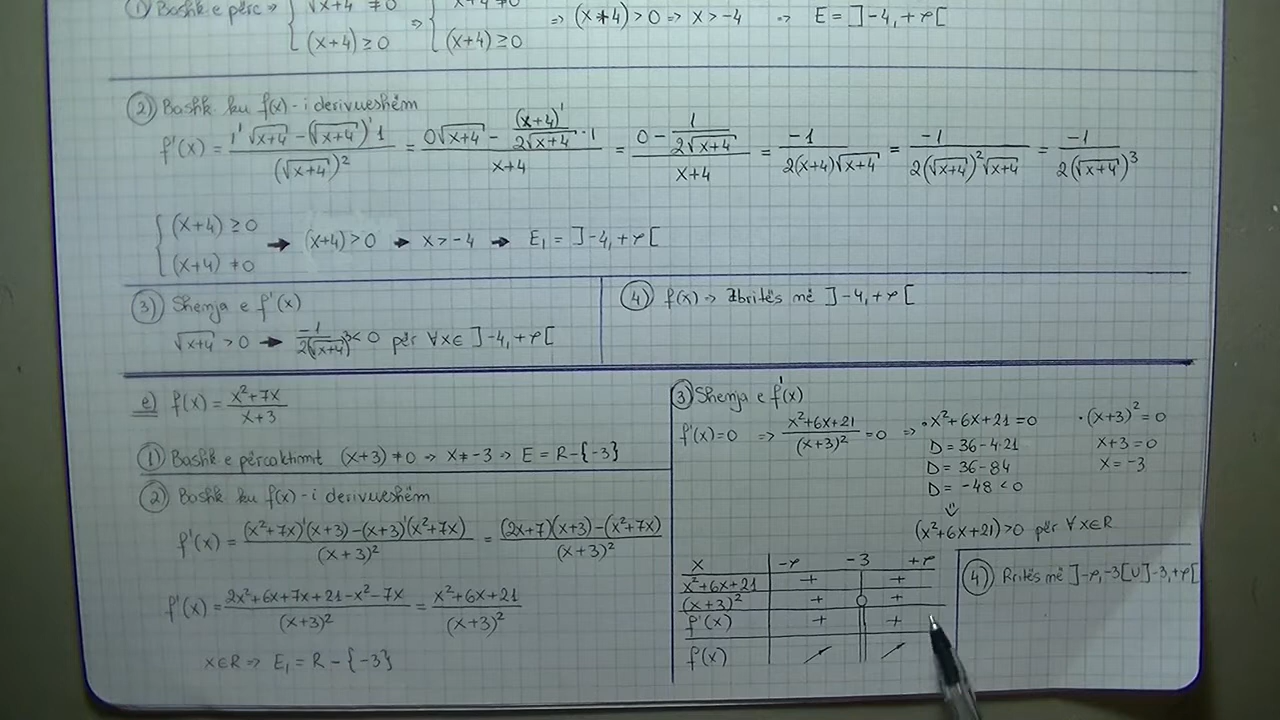 1) Bashk e përc ⇒ { √x+4 ≠ 0 ⇒ { x+4 ≠ 0 ⇒ (x+4) > 0 ⇒ x > -4 ⇒ E = ]-4, +∞[
{ (x+4) ≥ 0 { (x+4) ≥ 0
2) Bashk. ku f(x) - i derivueshëm
f'(x) = (1'√x+4 - (√x+4)'1)/(√x+4)² = (0√x+4 - (x+4)'/(2√x+4) · 1)/(x+4) = (0 - 1/(2√x+4))/(x+4) = -1/(2(x+4)√x+4) = -1/(2(√x+4)²√x+4) = -1/(2(√x+4)³)
{ (x+4) ≥ 0
→ (x+4) > 0 → x > -4 → E₁ = ]-4, +∞[
{ (x+4) ≠ 0
3) Shenja e f'(x)
√x+4 > 0 → -1/(2(√x+4)³) < 0 për ∀x∈ ]-4, +∞[
4) f(x) → Zbritës në ]-4, +∞[
e) f(x) = (x²+7x)/(x+3)
1) Bashk e përcaktimt (x+3) ≠ 0 ⇒ x ≠ -3 ⇒ E = R - {-3}
2) Bashk ku f(x) - i derivueshëm
f'(x) = ((x²+7x)'(x+3) - (x+3)'(x²+7x))/(x+3)² = ((2x+7)(x+3) - (x²+7x))/(x+3)²
f'(x) = (2x²+6x+7x+21-x²-7x)/(x+3)² = (x²+6x+21)/(x+3)²
x∈R ⇒ E₁ = R - {-3}
3) Shenja e f'(x)
f'(x) = 0 ⇒ (x²+6x+21)/(x+3)² = 0 ⇒ · x²+6x+21 = 0 · (x+3)² = 0
D = 36-4·21 x+3 = 0
D = 36-84 x = -3
D = -48 < 0
⇓
(x²+6x+21) > 0 për ∀x∈R
x -∞ -3 +∞
x²+6x+21 + +
(x+3)² + 0 +
f'(x) + +
f(x) ↗ ↗
4) Rritës në ]-∞, -3[ U ]-3, +∞[